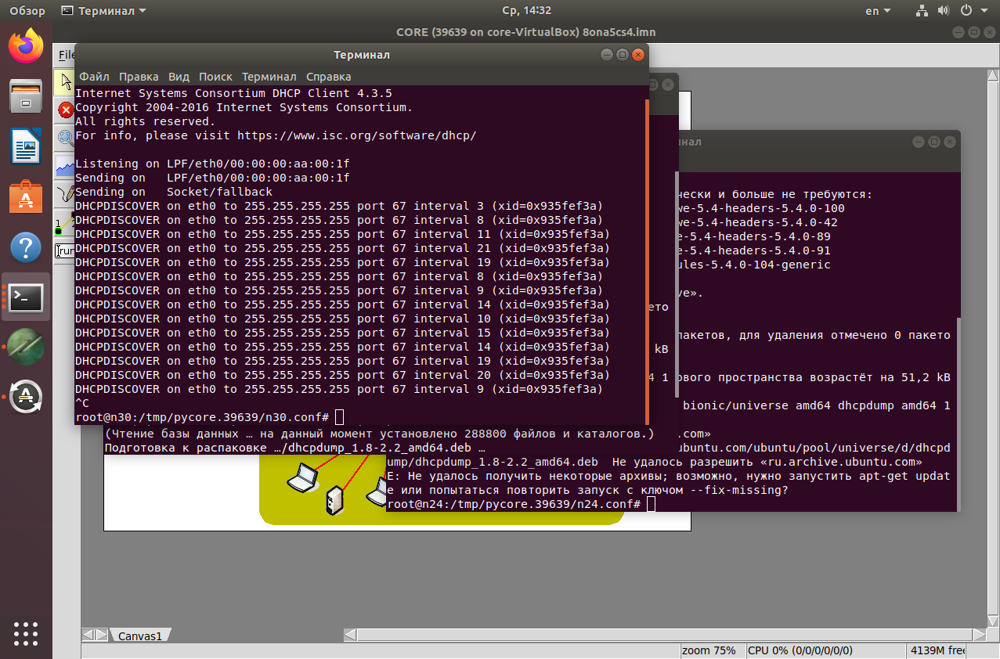 Обзор
Терминал
Ср, 14:32
en
CORE (39639 on core-VirtualBox) 8ona5cs4.imn
File
Терминал
Файл Правка Вид Поиск Терминал Справка
Internet Systems Consortium DHCP Client 4.3.5
Copyright 2004-2016 Internet Systems Consortium.
All rights reserved.
For info, please visit https://www.isc.org/software/dhcp/
Listening on LPF/eth0/00:00:00:aa:00:1f
Sending on   LPF/eth0/00:00:00:aa:00:1f
Sending on   Socket/fallback
DHCPDISCOVER on eth0 to 255.255.255.255 port 67 interval 3 (xid=0x935fef3a)
DHCPDISCOVER on eth0 to 255.255.255.255 port 67 interval 8 (xid=0x935fef3a)
DHCPDISCOVER on eth0 to 255.255.255.255 port 67 interval 11 (xid=0x935fef3a)
DHCPDISCOVER on eth0 to 255.255.255.255 port 67 interval 21 (xid=0x935fef3a)
DHCPDISCOVER on eth0 to 255.255.255.255 port 67 interval 19 (xid=0x935fef3a)
DHCPDISCOVER on eth0 to 255.255.255.255 port 67 interval 8 (xid=0x935fef3a)
DHCPDISCOVER on eth0 to 255.255.255.255 port 67 interval 9 (xid=0x935fef3a)
DHCPDISCOVER on eth0 to 255.255.255.255 port 67 interval 14 (xid=0x935fef3a)
DHCPDISCOVER on eth0 to 255.255.255.255 port 67 interval 10 (xid=0x935fef3a)
DHCPDISCOVER on eth0 to 255.255.255.255 port 67 interval 15 (xid=0x935fef3a)
DHCPDISCOVER on eth0 to 255.255.255.255 port 67 interval 14 (xid=0x935fef3a)
DHCPDISCOVER on eth0 to 255.255.255.255 port 67 interval 19 (xid=0x935fef3a)
DHCPDISCOVER on eth0 to 255.255.255.255 port 67 interval 20 (xid=0x935fef3a)
DHCPDISCOVER on eth0 to 255.255.255.255 port 67 interval 9 (xid=0x935fef3a)
^C
root@n30:/tmp/pycore.39639/n30.conf#
ето
kB
4 1
(Чтение базы данных … на данный момент установлено 288800 файлов и каталогов.)
Подготовка к распаковке …/dhcpdump_1.8-2.2_amd64.deb …
нал
чески и больше не требуются:
we-5.4-headers-5.4.0-100
we-5.4-headers-5.4.0-42
e-5.4-headers-5.4.0-89
e-5.4-headers-5.4.0-91
ules-5.4.0-104-generic
ve».
пакетов, для удаления отмечено 0 пакето
ового пространства возрастёт на 51,2 kB
bionic/universe amd64 dhcpdump amd64 1
.com»
ubuntu.com/ubuntu/pool/universe/d/dhcpd
ump/dhcpdump_1.8-2.2_amd64.deb  Не удалось разрешить «ru.archive.ubuntu.com»
E: Не удалось получить некоторые архивы; возможно, нужно запустить apt-get updat
e или попытаться повторить запуск с ключом --fix-missing?
root@n24:/tmp/pycore.39639/n24.conf#
1
run
Canvas1
zoom 75%
CPU 0% (0/0/0/0/0/0)
4139M free